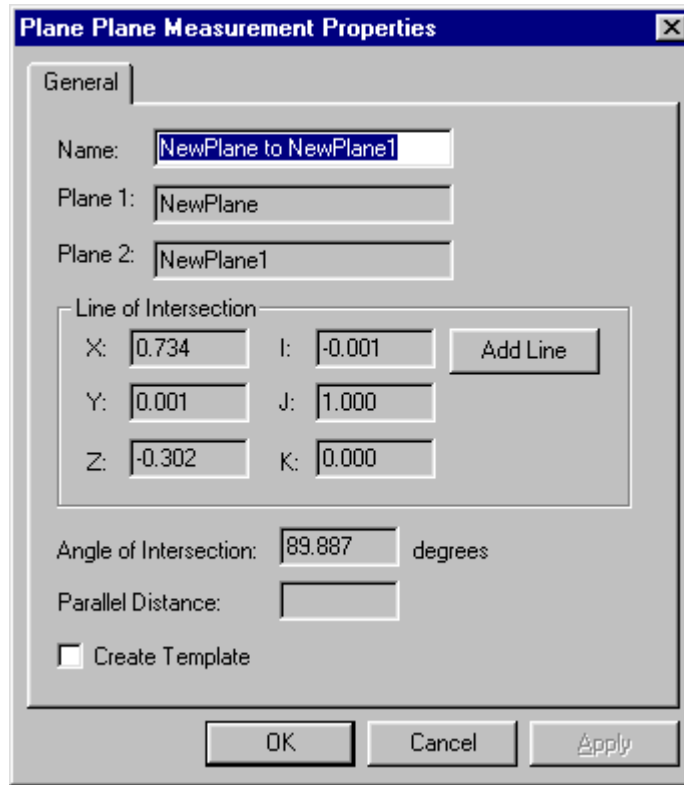 Plane Plane Measurement Properties
General
Name: NewPlane to NewPlane1
Plane 1: NewPlane
Plane 2: NewPlane1
Line of Intersection
X: 0.734 I: -0.001 Add Line
Y: 0.001 J: 1.000
Z: -0.302 K: 0.000
Angle of Intersection: 89.887 degrees
Parallel Distance:
Create Template
OK Cancel Apply